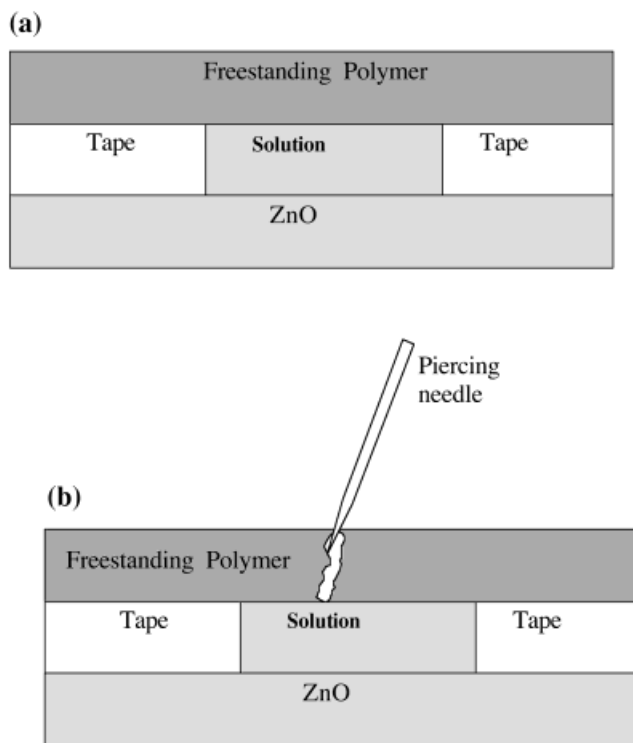 (a)
Freestanding Polymer
Tape Solution Tape
ZnO
Piercing
needle
(b)
Freestanding Polymer
Tape Solution Tape
ZnO